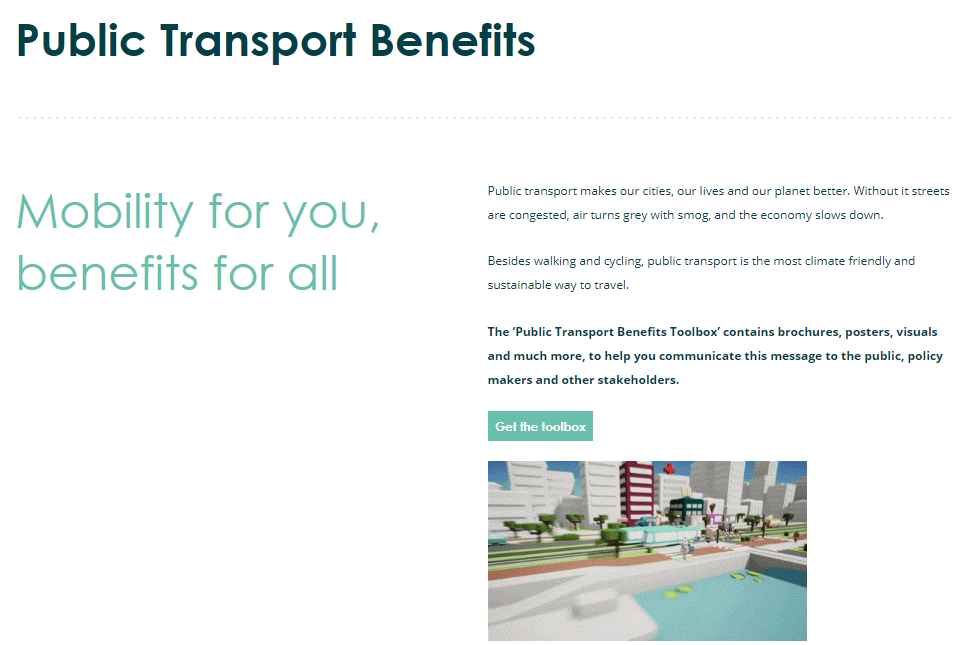 Public Transport Benefits
Mobility for you,
benefits for all
Public transport makes our cities, our lives and our planet better. Without it streets
are congested, air turns grey with smog, and the economy slows down.
Besides walking and cycling, public transport is the most climate friendly and
sustainable way to travel.
The ‘Public Transport Benefits Toolbox’ contains brochures, posters, visuals
and much more, to help you communicate this message to the public, policy
makers and other stakeholders.
Get the toolbox